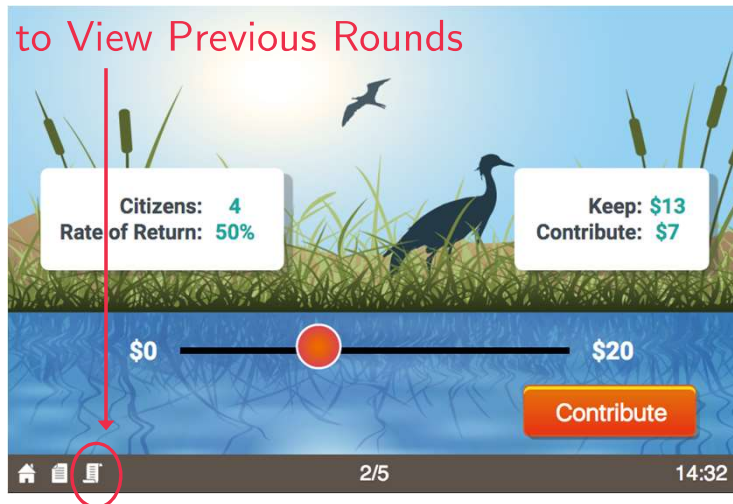 to View Previous Rounds
Citizens: 4
Rate of Return: 50%
Keep: $13
Contribute: $7
$0
$20
Contribute
2/5
14:32